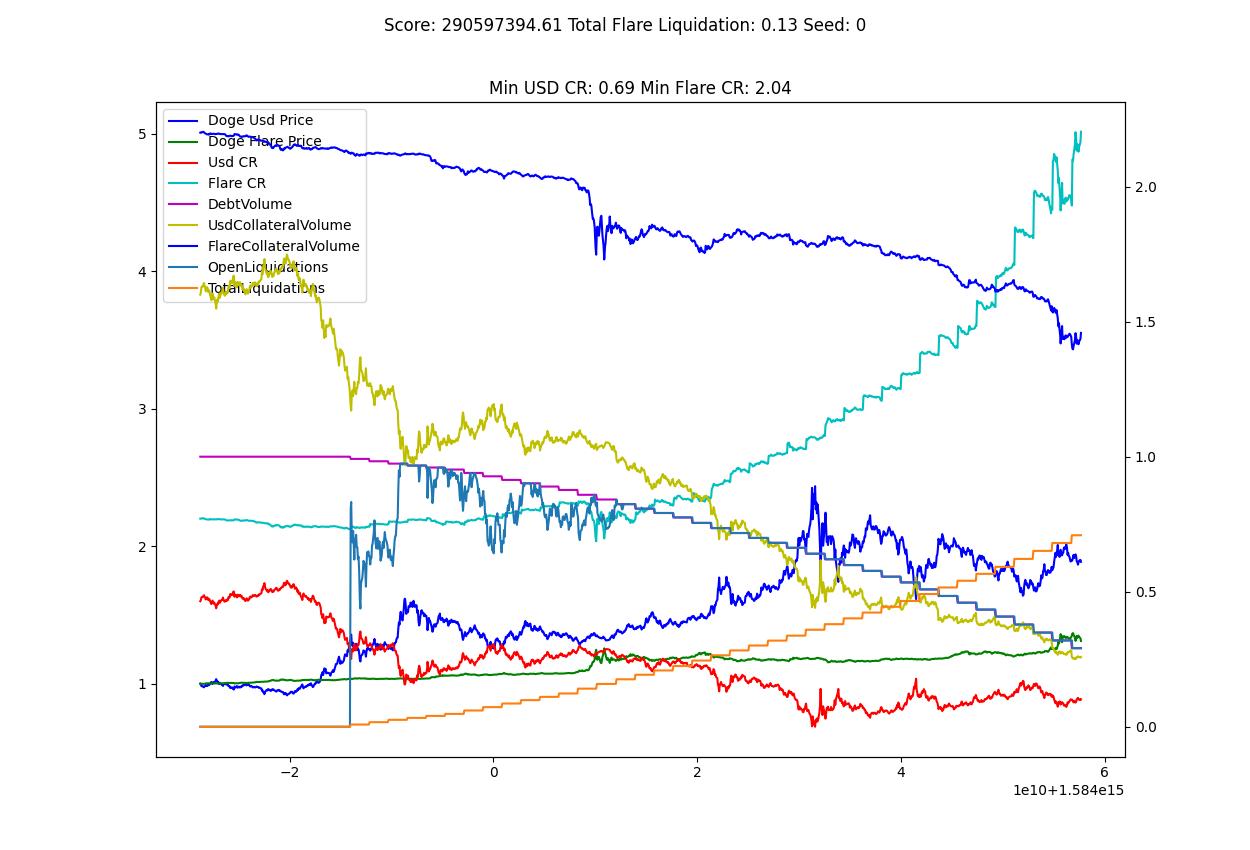 Score: 290597394.61 Total Flare Liquidation: 0.13 Seed: 0
Min USD CR: 0.69 Min Flare CR: 2.04
Doge Usd Price
Doge Flare Price
Usd CR
Flare CR
DebtVolume
UsdCollateralVolume
FlareCollateralVolume
OpenLiquidations
TotalLiquidations
5
4
3
2
1
2.0
1.5
1.0
0.5
0.0
−2
0
2
4
6
1e10+1.584e15